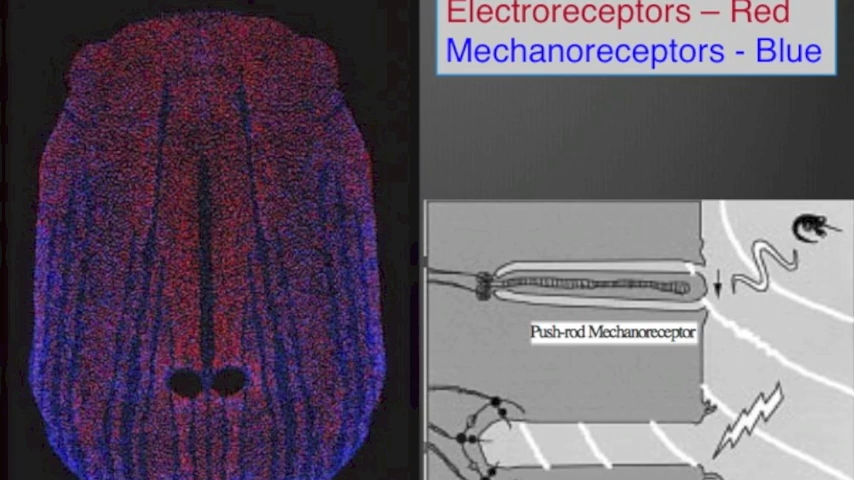 Electroreceptors – Red
Mechanoreceptors - Blue
Push-rod Mechanoreceptor